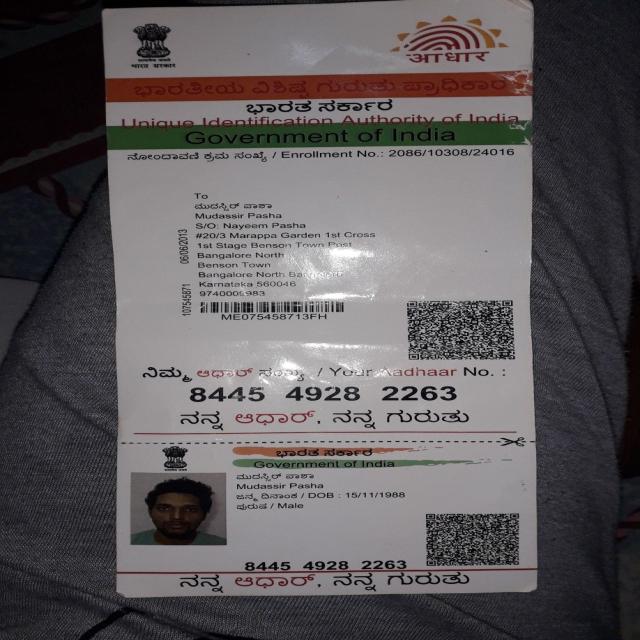 भारत सरकार
आधार
ಭಾರತೀಯ ವಿಶಿಷ್ಟ ಗುರುತು ಪ್ರಾಧಿಕಾರ
ಭಾರತ ಸರ್ಕಾರ
Unique Identification Authority of India
Government of India
ನೋಂದಾವಣಿ ಕ್ರಮ ಸಂಖ್ಯೆ / Enrollment No.: 2086/10308/24016
To
ಮುದಸ್ಸಿರ್ ಪಾಶಾ
Mudassir Pasha
S/O: Nayeem Pasha
#20/3 Marappa Garden 1st Cross
1st Stage Benson Town Post
Bangalore North
Benson Town
Bangalore North
Karnataka 560046
06/06/2013
107545871
ME075458713FH
ನಿಮ್ಮ ಆಧಾರ್ ಸಂಖ್ಯೆ / Your Aadhaar No. :
8445 4928 2263
ನನ್ನ ಆಧಾರ್, ನನ್ನ ಗುರುತು
ಭಾರತ ಸರ್ಕಾರ
Government of India
ಮುದಸ್ಸಿರ್ ಪಾಶಾ
Mudassir Pasha
ಜನ್ಮ ದಿನಾಂಕ / DOB : 15/11/1988
ಪುರುಷ / Male
8445 4928 2263
ನನ್ನ ಆಧಾರ್, ನನ್ನ ಗುರುತು